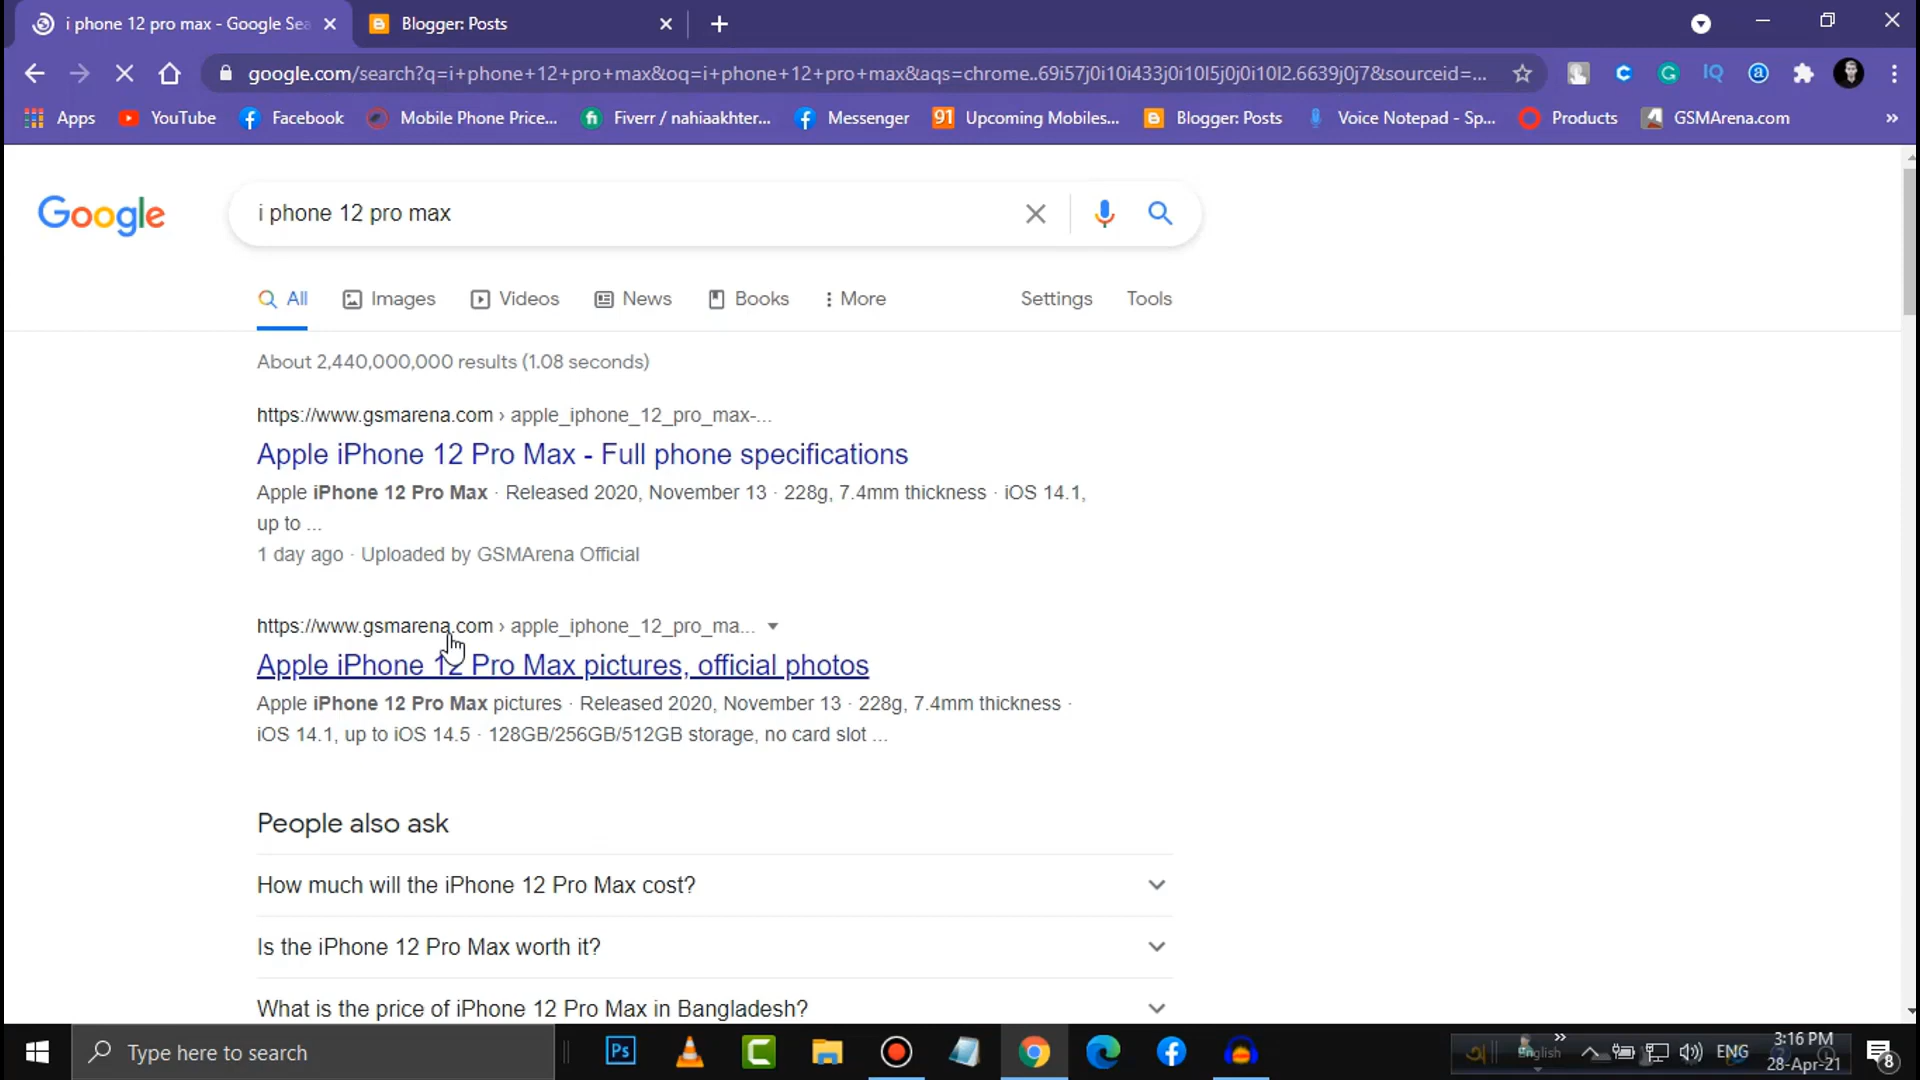 i phone 12 pro max - Google Sea
Blogger: Posts
google.com/search?q=i+phone+12+pro+max&oq=i+phone+12+pro+max&aqs=chrome..69i57j0i10i433j0i10l5j0j0i10l2.6639j0j7&sourceid=...
Apps
YouTube
Facebook
Mobile Phone Price...
Fiverr / nahiaakhter...
Messenger
91 Upcoming Mobiles...
Blogger: Posts
Voice Notepad - Sp...
Products
GSMArena.com
»
Google
i phone 12 pro max
All
Images
Videos
News
Books
More
Settings
Tools
About 2,440,000,000 results (1.08 seconds)
https://www.gsmarena.com › apple_iphone_12_pro_max-...
Apple iPhone 12 Pro Max - Full phone specifications
Apple iPhone 12 Pro Max · Released 2020, November 13 · 228g, 7.4mm thickness · iOS 14.1,
up to ...
1 day ago · Uploaded by GSMArena Official
https://www.gsmarena.com › apple_iphone_12_pro_ma...
Apple iPhone 12 Pro Max pictures, official photos
Apple iPhone 12 Pro Max pictures · Released 2020, November 13 · 228g, 7.4mm thickness ·
iOS 14.1, up to iOS 14.5 · 128GB/256GB/512GB storage, no card slot ...
People also ask
How much will the iPhone 12 Pro Max cost?
Is the iPhone 12 Pro Max worth it?
What is the price of iPhone 12 Pro Max in Bangladesh?
Type here to search
Ps
English
ENG
3:16 PM
28-Apr-21
8